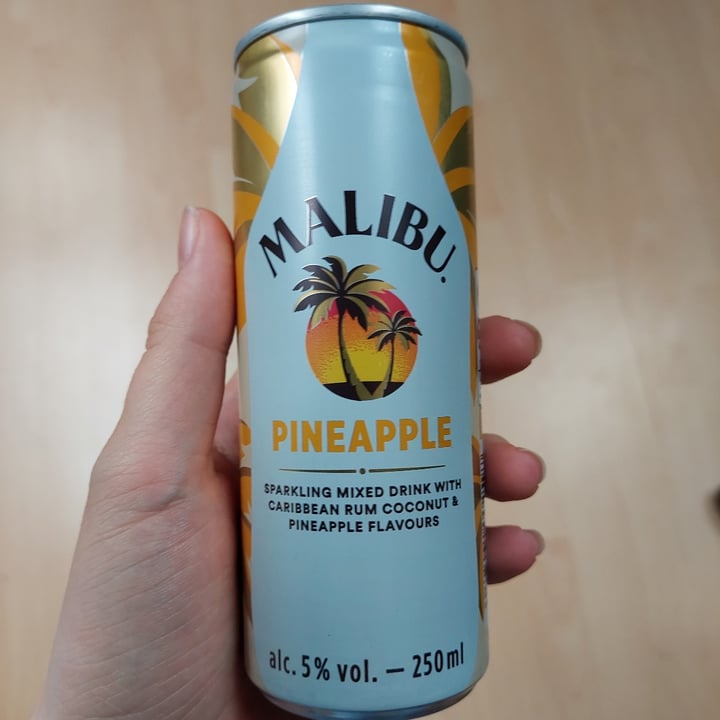 MALIBU.
PINEAPPLE
SPARKLING MIXED DRINK WITH
CARIBBEAN RUM COCONUT &
PINEAPPLE FLAVOURS
alc. 5% vol. — 250ml